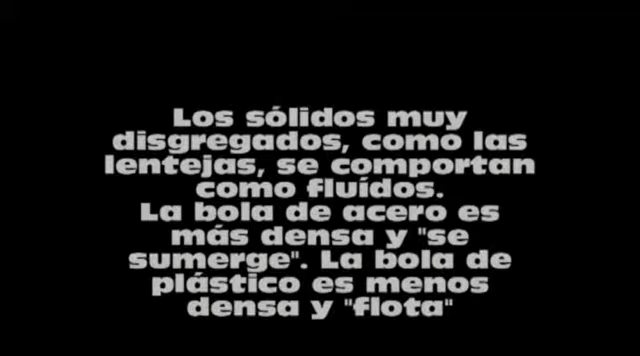 Los sólidos muy
disgregados, como las
lentejas, se comportan
como fluídos.
La bola de acero es
más densa y "se
sumerge". La bola de
plástico es menos
densa y "flota"